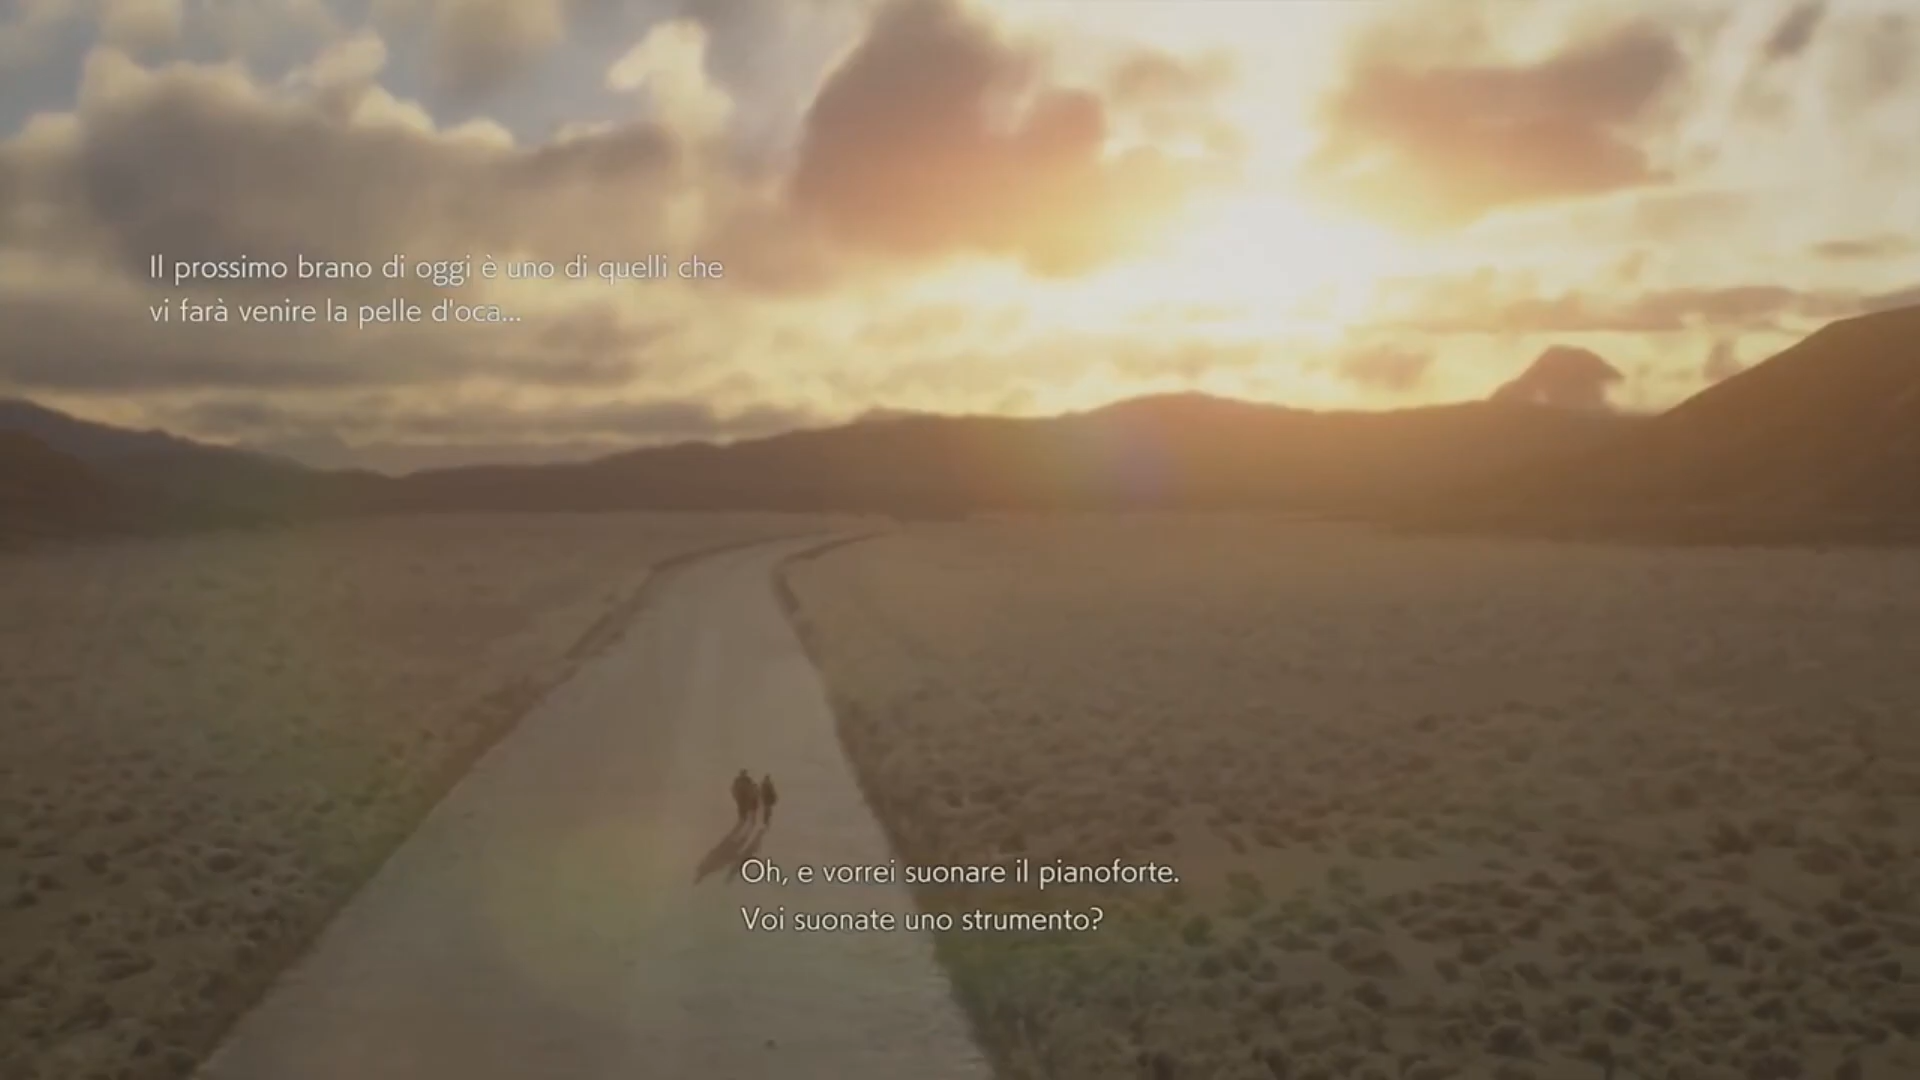 Il prossimo brano di oggi è uno di quelli che
vi farà venire la pelle d'oca...
Oh, e vorrei suonare il pianoforte.
Voi suonate uno strumento?